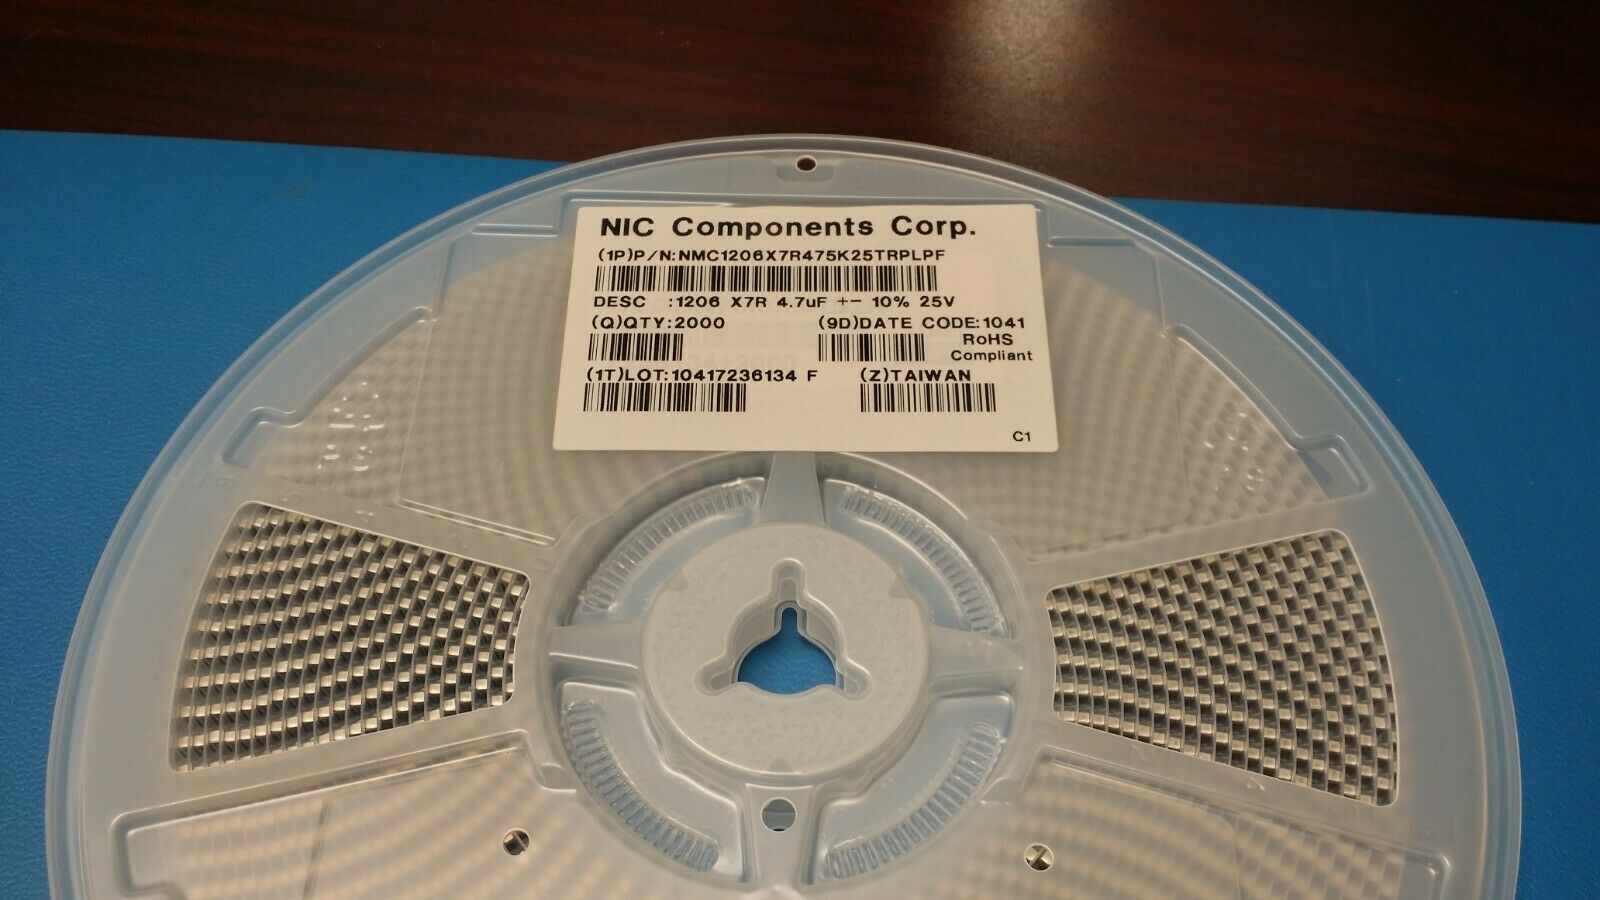 NIC Components Corp.
(1P)P/N:NMC1206X7R475K25TRPLPF
DESC :1206 X7R 4.7uF +- 10% 25V
(Q)QTY:2000 (9D)DATE CODE:1041
RoHS
Compliant
(1T)LOT:10417236134 F (Z)TAIWAN
C1